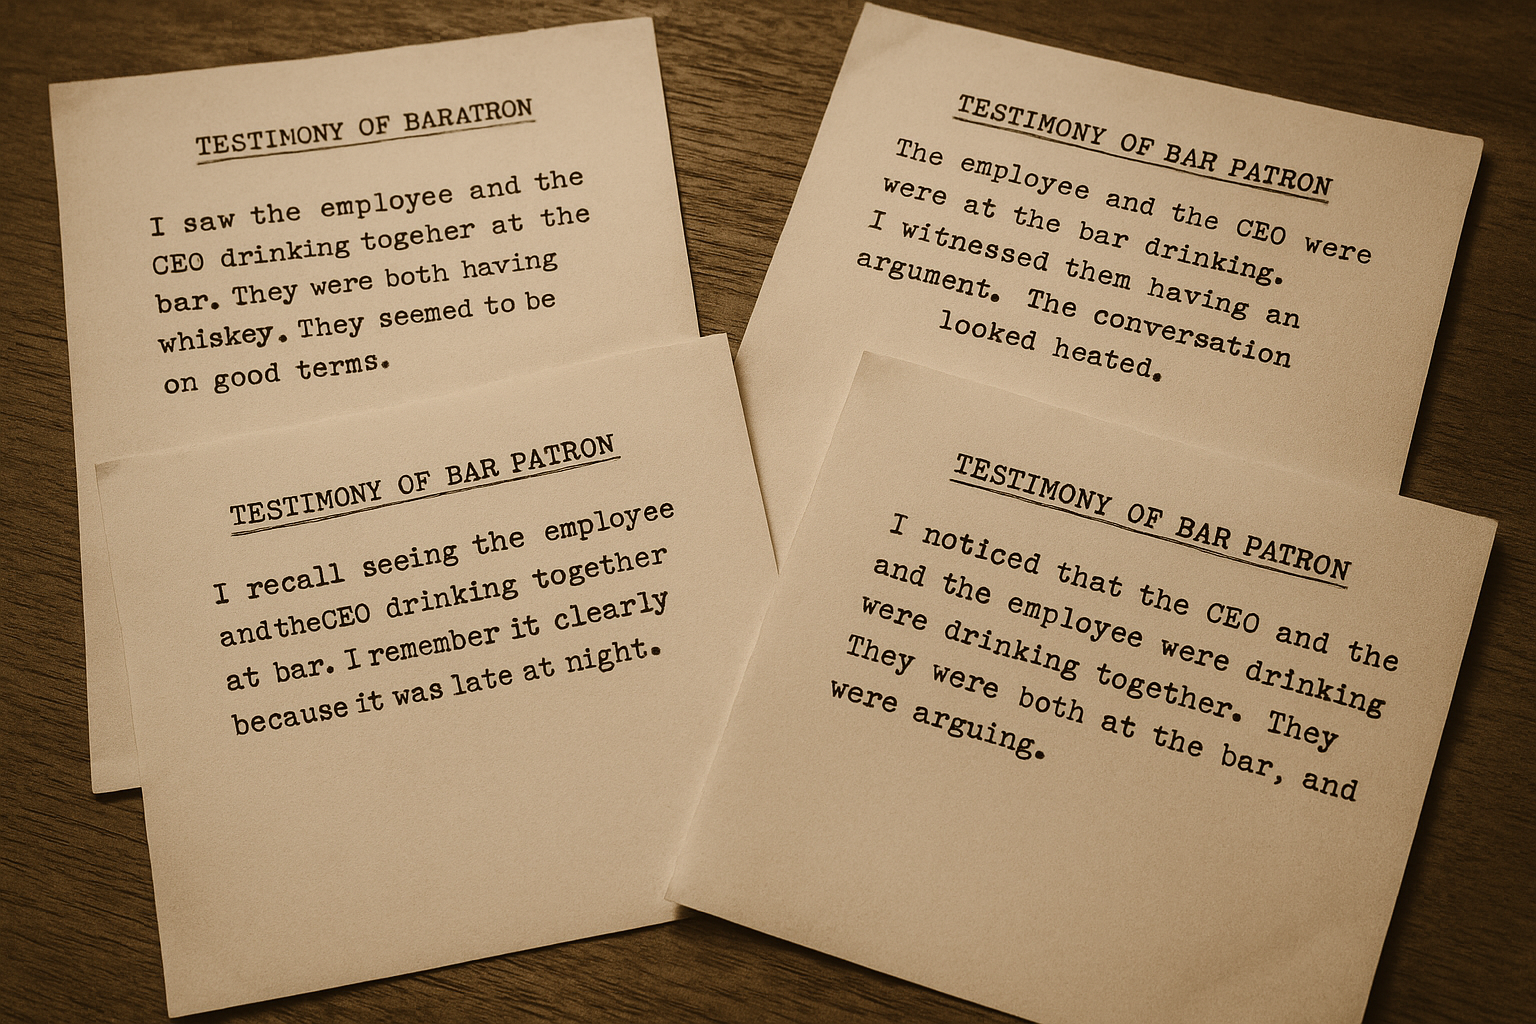 TESTIMONY OF BARATRON
I saw the employee and the
CEO drinking togeher at the
bar. They were both having
whiskey. They seemed to be
on good terms.
TESTIMONY OF BAR PATRON
The employee and the CEO were
were at the bar drinking.
I witnessed them having an
argument. The conversation
looked heated.
TESTIMONY OF BAR PATRON
I recall seeing the employee
andtheCEO drinking together
at bar. I remember it clearly
because it was late at night.
TESTIMONY OF BAR PATRON
I noticed that the CEO and the
and the employee were drinking
were drinking together. They
They were both at the bar, and
were arguing.